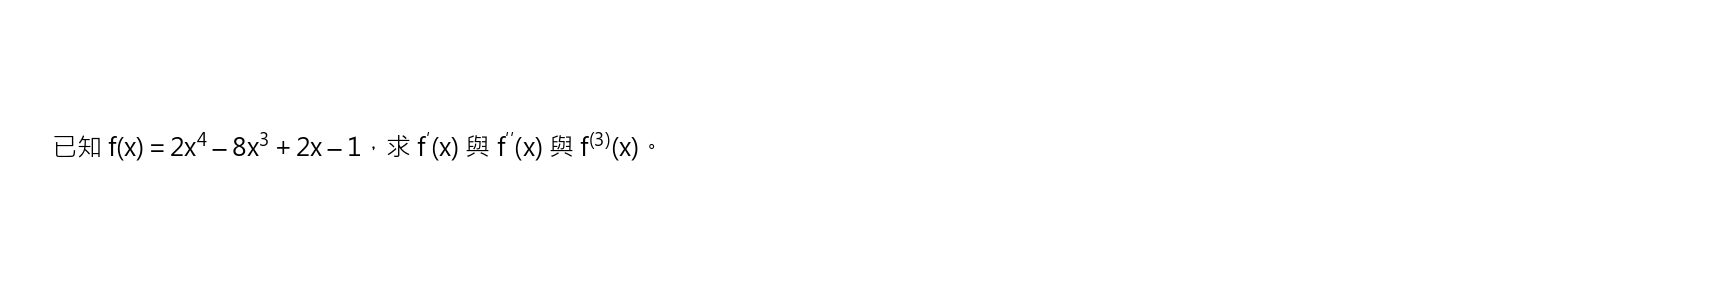 已知 f(x) = 2x⁴ – 8x³ + 2x – 1，求 f′(x) 與 f′′(x) 與 f⁽³⁾(x)。